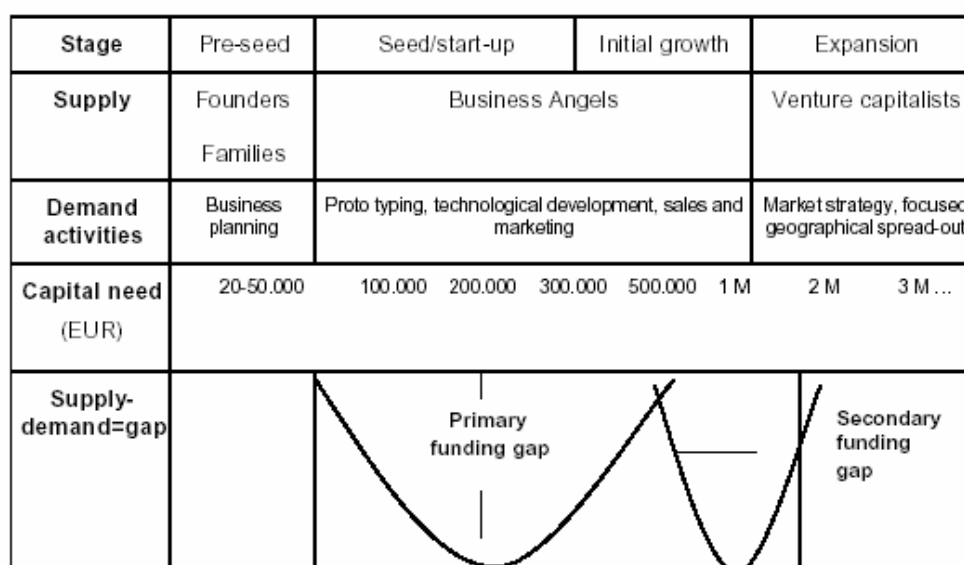 Stage Pre-seed Seed/start-up Initial growth Expansion
Supply Founders Business Angels Venture capitalists
Families
Demand activities Business planning Proto typing, technological development, sales and marketing Market strategy, focused geographical spread-out
Capital need 20-50.000 100.000 200.000 300.000 500.000 1 M 2 M 3 M ...
(EUR)
Supply-
demand=gap
Primary
funding gap
Secondary
funding
gap